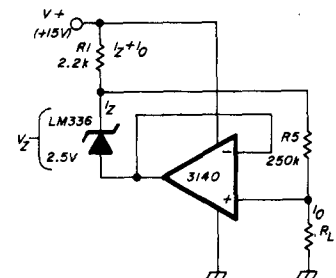 V+
(+15V)
R1
2.2k
IZ+IO
IZ
LM336
VZ
2.5V
R5
250k
3140
−
+
IO
RL